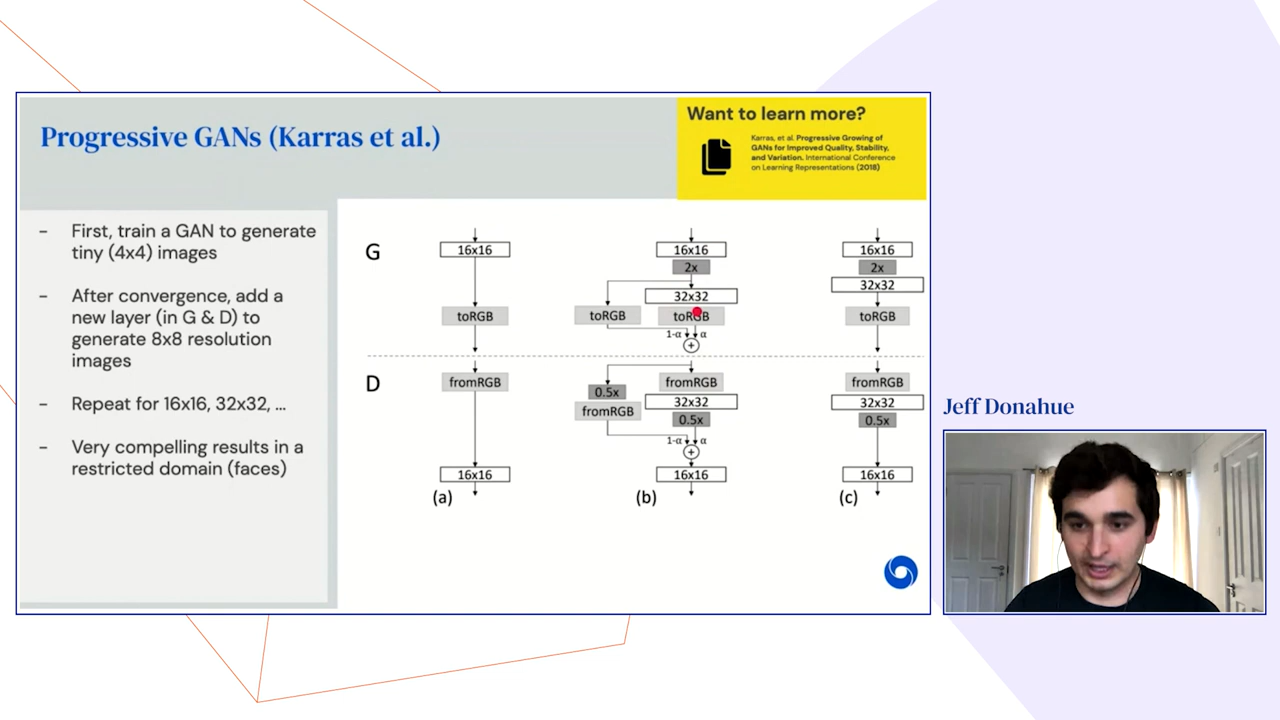 Progressive GANs (Karras et al.)
Want to learn more?
Karras, et al. Progressive Growing of
GANs for Improved Quality, Stability,
and Variation. International Conference
on Learning Representations (2018)
- First, train a GAN to generate
tiny (4x4) images
- After convergence, add a
new layer (in G & D) to
generate 8x8 resolution
images
- Repeat for 16x16, 32x32, ...
- Very compelling results in a
restricted domain (faces)
G
16x16
toRGB
D
fromRGB
16x16
(a)
16x16
2x
32x32
toRGB
toRGB
1-α
α
+
fromRGB
0.5x
32x32
fromRGB
0.5x
1-α
α
+
16x16
(b)
16x16
2x
32x32
toRGB
fromRGB
32x32
0.5x
16x16
(c)
Jeff Donahue